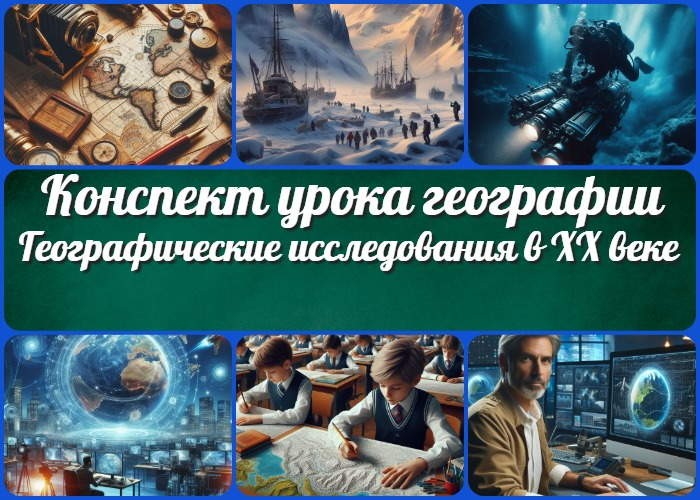 Конспект урока географии
Географические исследования в XX веке